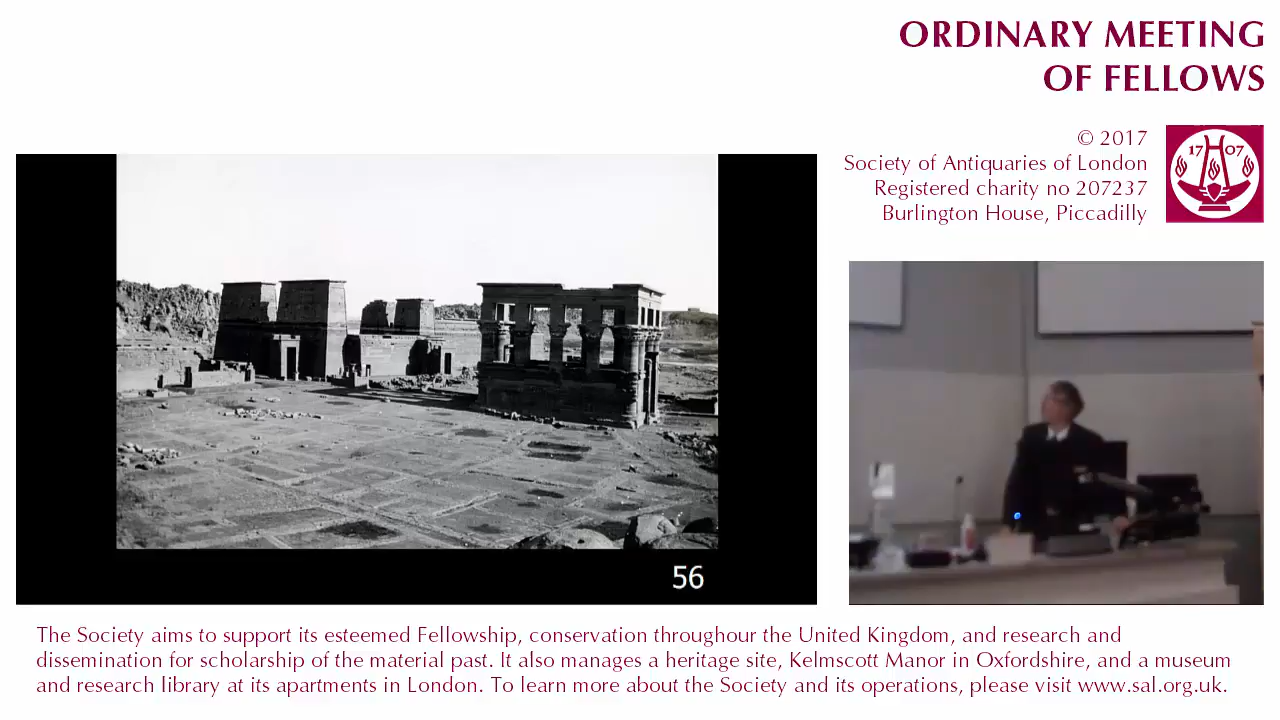 ORDINARY MEETING
OF FELLOWS
© 2017
Society of Antiquaries of London
Registered charity no 207237
Burlington House, Piccadilly
17 07
56
The Society aims to support its esteemed Fellowship, conservation throughour the United Kingdom, and research and
dissemination for scholarship of the material past. It also manages a heritage site, Kelmscott Manor in Oxfordshire, and a museum
and research library at its apartments in London. To learn more about the Society and its operations, please visit www.sal.org.uk.